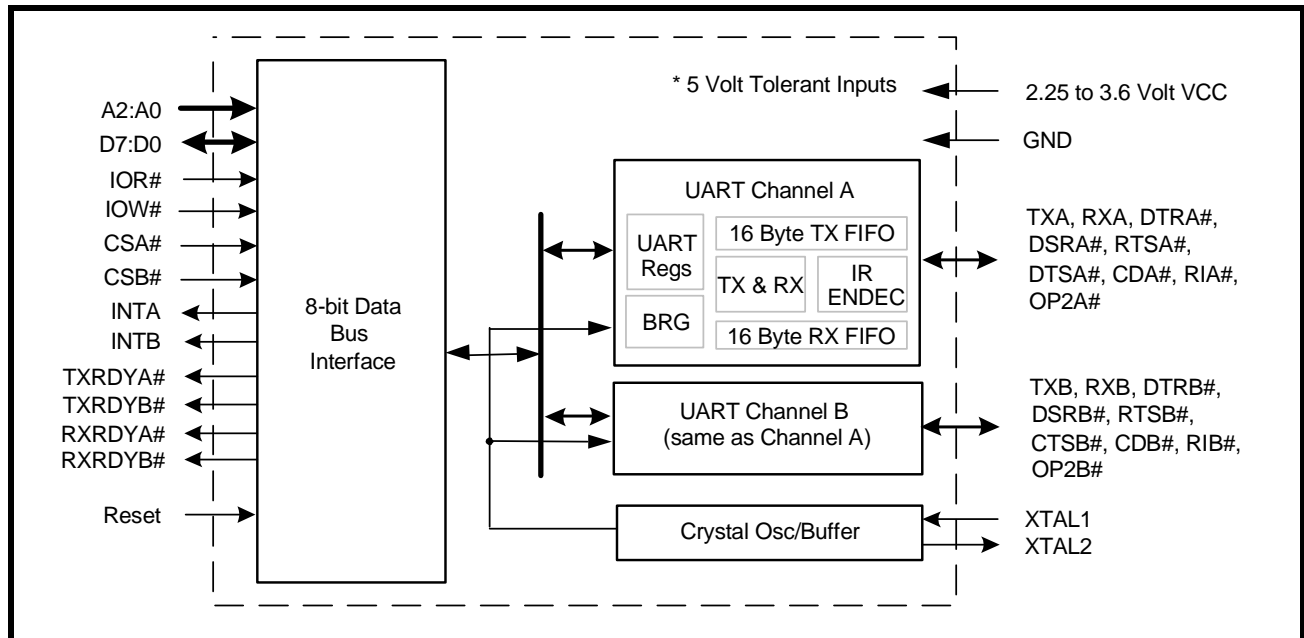 A2:A0
D7:D0
IOR#
IOW#
CSA#
CSB#
INTA
INTB
TXRDYA#
TXRDYB#
RXRDYA#
RXRDYB#
Reset
8-bit Data
Bus
Interface
* 5 Volt Tolerant Inputs
UART Channel A
UART
Regs
BRG
16 Byte TX FIFO
TX & RX
IR
ENDEC
16 Byte RX FIFO
UART Channel B
(same as Channel A)
Crystal Osc/Buffer
2.25 to 3.6 Volt VCC
GND
TXA, RXA, DTRA#,
DSRA#, RTSA#,
DTSA#, CDA#, RIA#,
OP2A#
TXB, RXB, DTRB#,
DSRB#, RTSB#,
CTSB#, CDB#, RIB#,
OP2B#
XTAL1
XTAL2